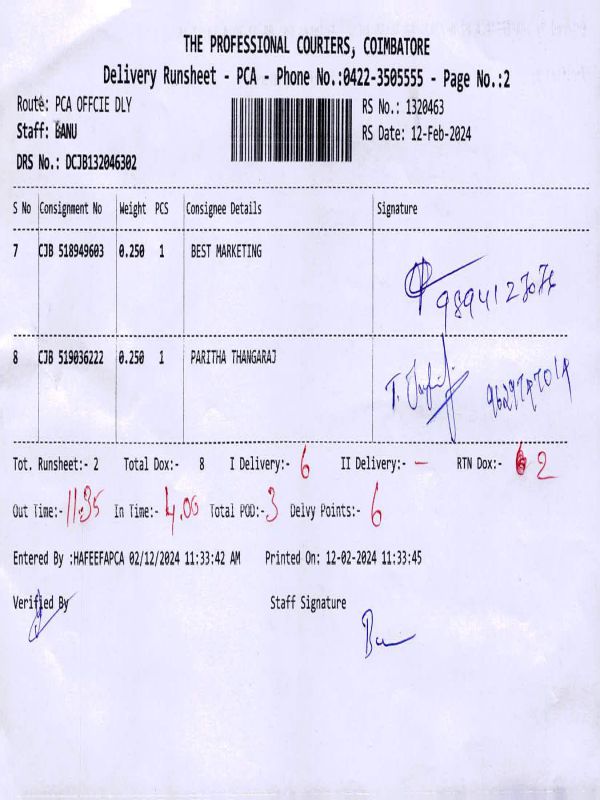 THE PROFESSIONAL COURIERS, COIMBATORE
Delivery Runsheet - PCA - Phone No.:0422-3505555 - Page No.:2
Route: PCA OFFCIE DLY
RS No.: 1320463
Staff: BANU
RS Date: 12-Feb-2024
DRS No.: DCJB132046302
S No Consignment No Weight PCS Consignee Details Signature
7 CJB 518949603 0.250 1 BEST MARKETING
8 CJB 519036222 0.250 1 PARITHA THANGARAJ
Tot. Runsheet:- 2 Total Dox:- 8 I Delivery:- 6 II Delivery:- – RTN Dox:- 2
Out Time:- 11:35 In Time:- 4.00 Total POD:- 3 Delvy Points:- 6
Entered By :HAFEEFAPCA 02/12/2024 11:33:42 AM Printed On: 12-02-2024 11:33:45
Verified By Staff Signature